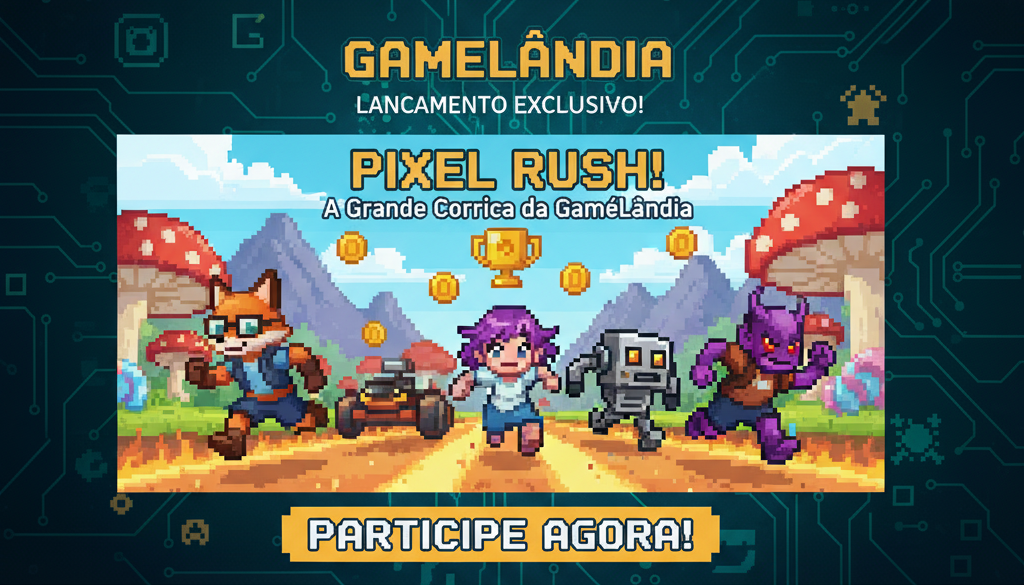 GAMELÂNDIA
LANCAMENTO EXCLUSIVO!
PIXEL RUSH!
A Grande Corrica da GaméLândia
PARTICIPE AGORA!